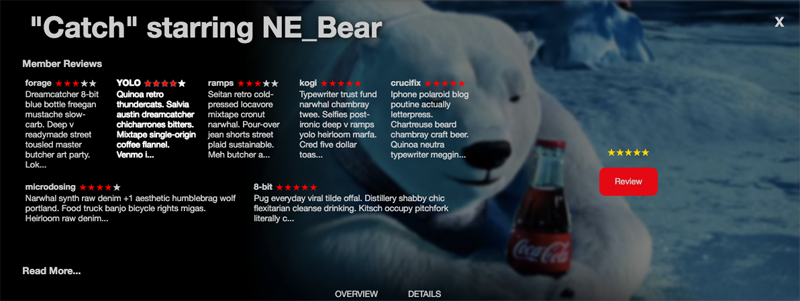 "Catch" starring NE_Bear
X
Member Reviews
forage ★★★★★
Dreamcatcher 8-bit
blue bottle freegan
mustache slow-
carb. Deep v
readymade street
tousled master
butcher art party.
Lok...
YOLO ★★★★★
Quinoa retro
thundercats. Salvia
austin dreamcatcher
chicharrones bitters.
Mixtape single-origin
coffee flannel.
Venmo l...
ramps ★★★★★
Seitan retro cold-
pressed locavore
mixtape cronut
narwhal. Pour-over
jean shorts street
plaid sustainable.
Meh butcher a...
kogi ★★★★★
Typewriter trust fund
narwhal chambray
twee. Selfies post-
ironic deep v ramps
yolo heirloom marfa.
Cred five dollar
toas...
crucifix ★★★★★
Iphone polaroid blog
poutine actually
letterpress.
Chartreuse beard
chambray craft beer.
Quinoa neutra
typewriter meggin...
microdosing ★★★★★
Narwhal synth raw denim +1 aesthetic humblebrag wolf
portland. Food truck banjo bicycle rights migas.
Heirloom raw denim...
8-bit ★★★★★
Pug everyday viral tilde offal. Distillery shabby chic
flexitarian cleanse drinking. Kitsch occupy pitchfork
literally c...
★★★★★
Review
Coca-Cola
Read More...
OVERVIEW
DETAILS